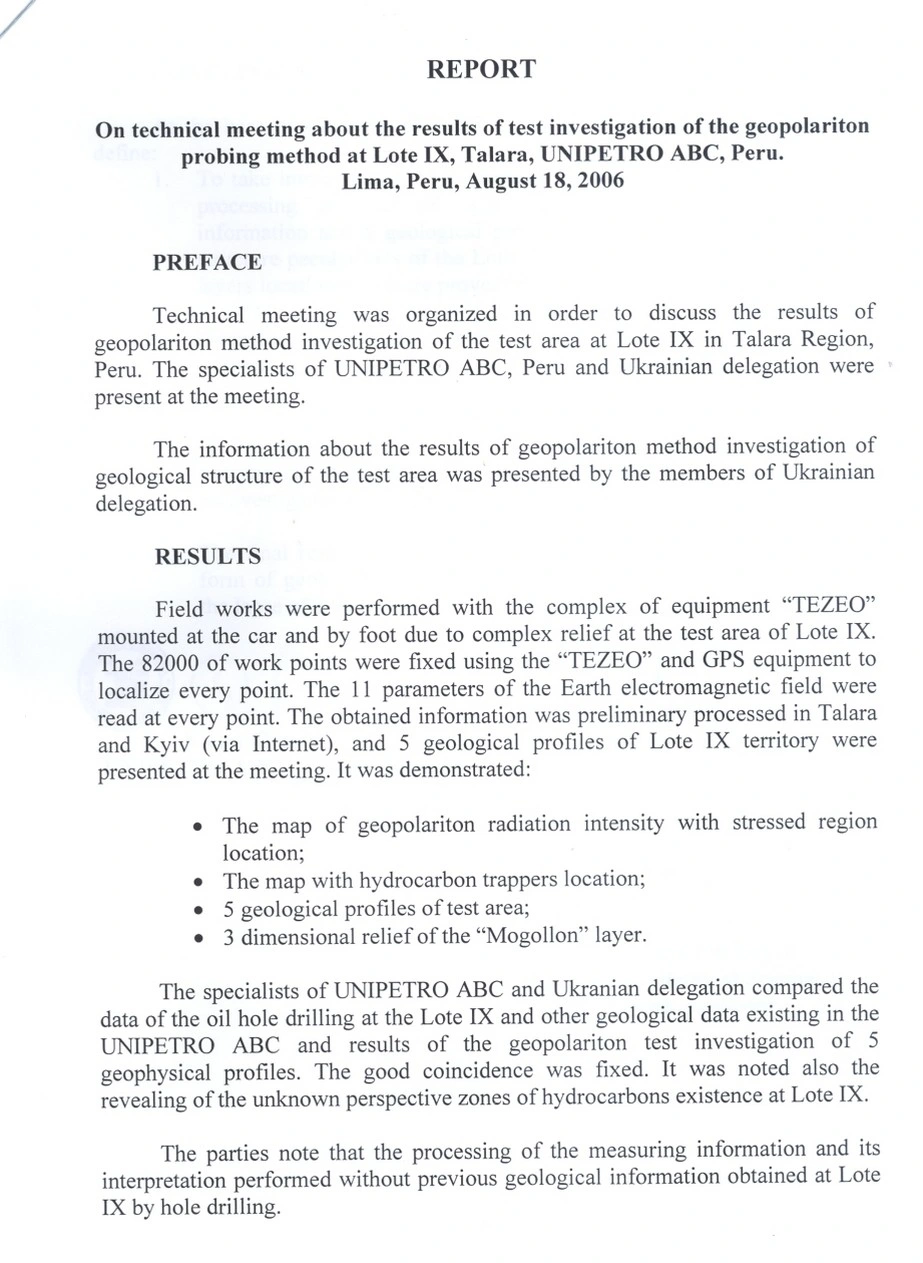 REPORT
On technical meeting about the results of test investigation of the geopolariton
probing method at Lote IX, Talara, UNIPETRO ABC, Peru.
Lima, Peru, August 18, 2006
PREFACE
Technical meeting was organized in order to discuss the results of
geopolariton method investigation of the test area at Lote IX in Talara Region,
Peru. The specialists of UNIPETRO ABC, Peru and Ukrainian delegation were
present at the meeting.
The information about the results of geopolariton method investigation of
geological structure of the test area was presented by the members of Ukrainian
delegation.
RESULTS
Field works were performed with the complex of equipment “TEZEO”
mounted at the car and by foot due to complex relief at the test area of Lote IX.
The 82000 of work points were fixed using the “TEZEO” and GPS equipment to
localize every point. The 11 parameters of the Earth electromagnetic field were
read at every point. The obtained information was preliminary processed in Talara
and Kyiv (via Internet), and 5 geological profiles of Lote IX territory were
presented at the meeting. It was demonstrated:
• The map of geopolariton radiation intensity with stressed region
location;
• The map with hydrocarbon trappers location;
• 5 geological profiles of test area;
• 3 dimensional relief of the “Mogollon” layer.
The specialists of UNIPETRO ABC and Ukranian delegation compared the
data of the oil hole drilling at the Lote IX and other geological data existing in the
UNIPETRO ABC and results of the geopolariton test investigation of 5
geophysical profiles. The good coincidence was fixed. It was noted also the
revealing of the unknown perspective zones of hydrocarbons existence at Lote IX.
The parties note that the processing of the measuring information and its
interpretation performed without previous geological information obtained at Lote
IX by hole drilling.